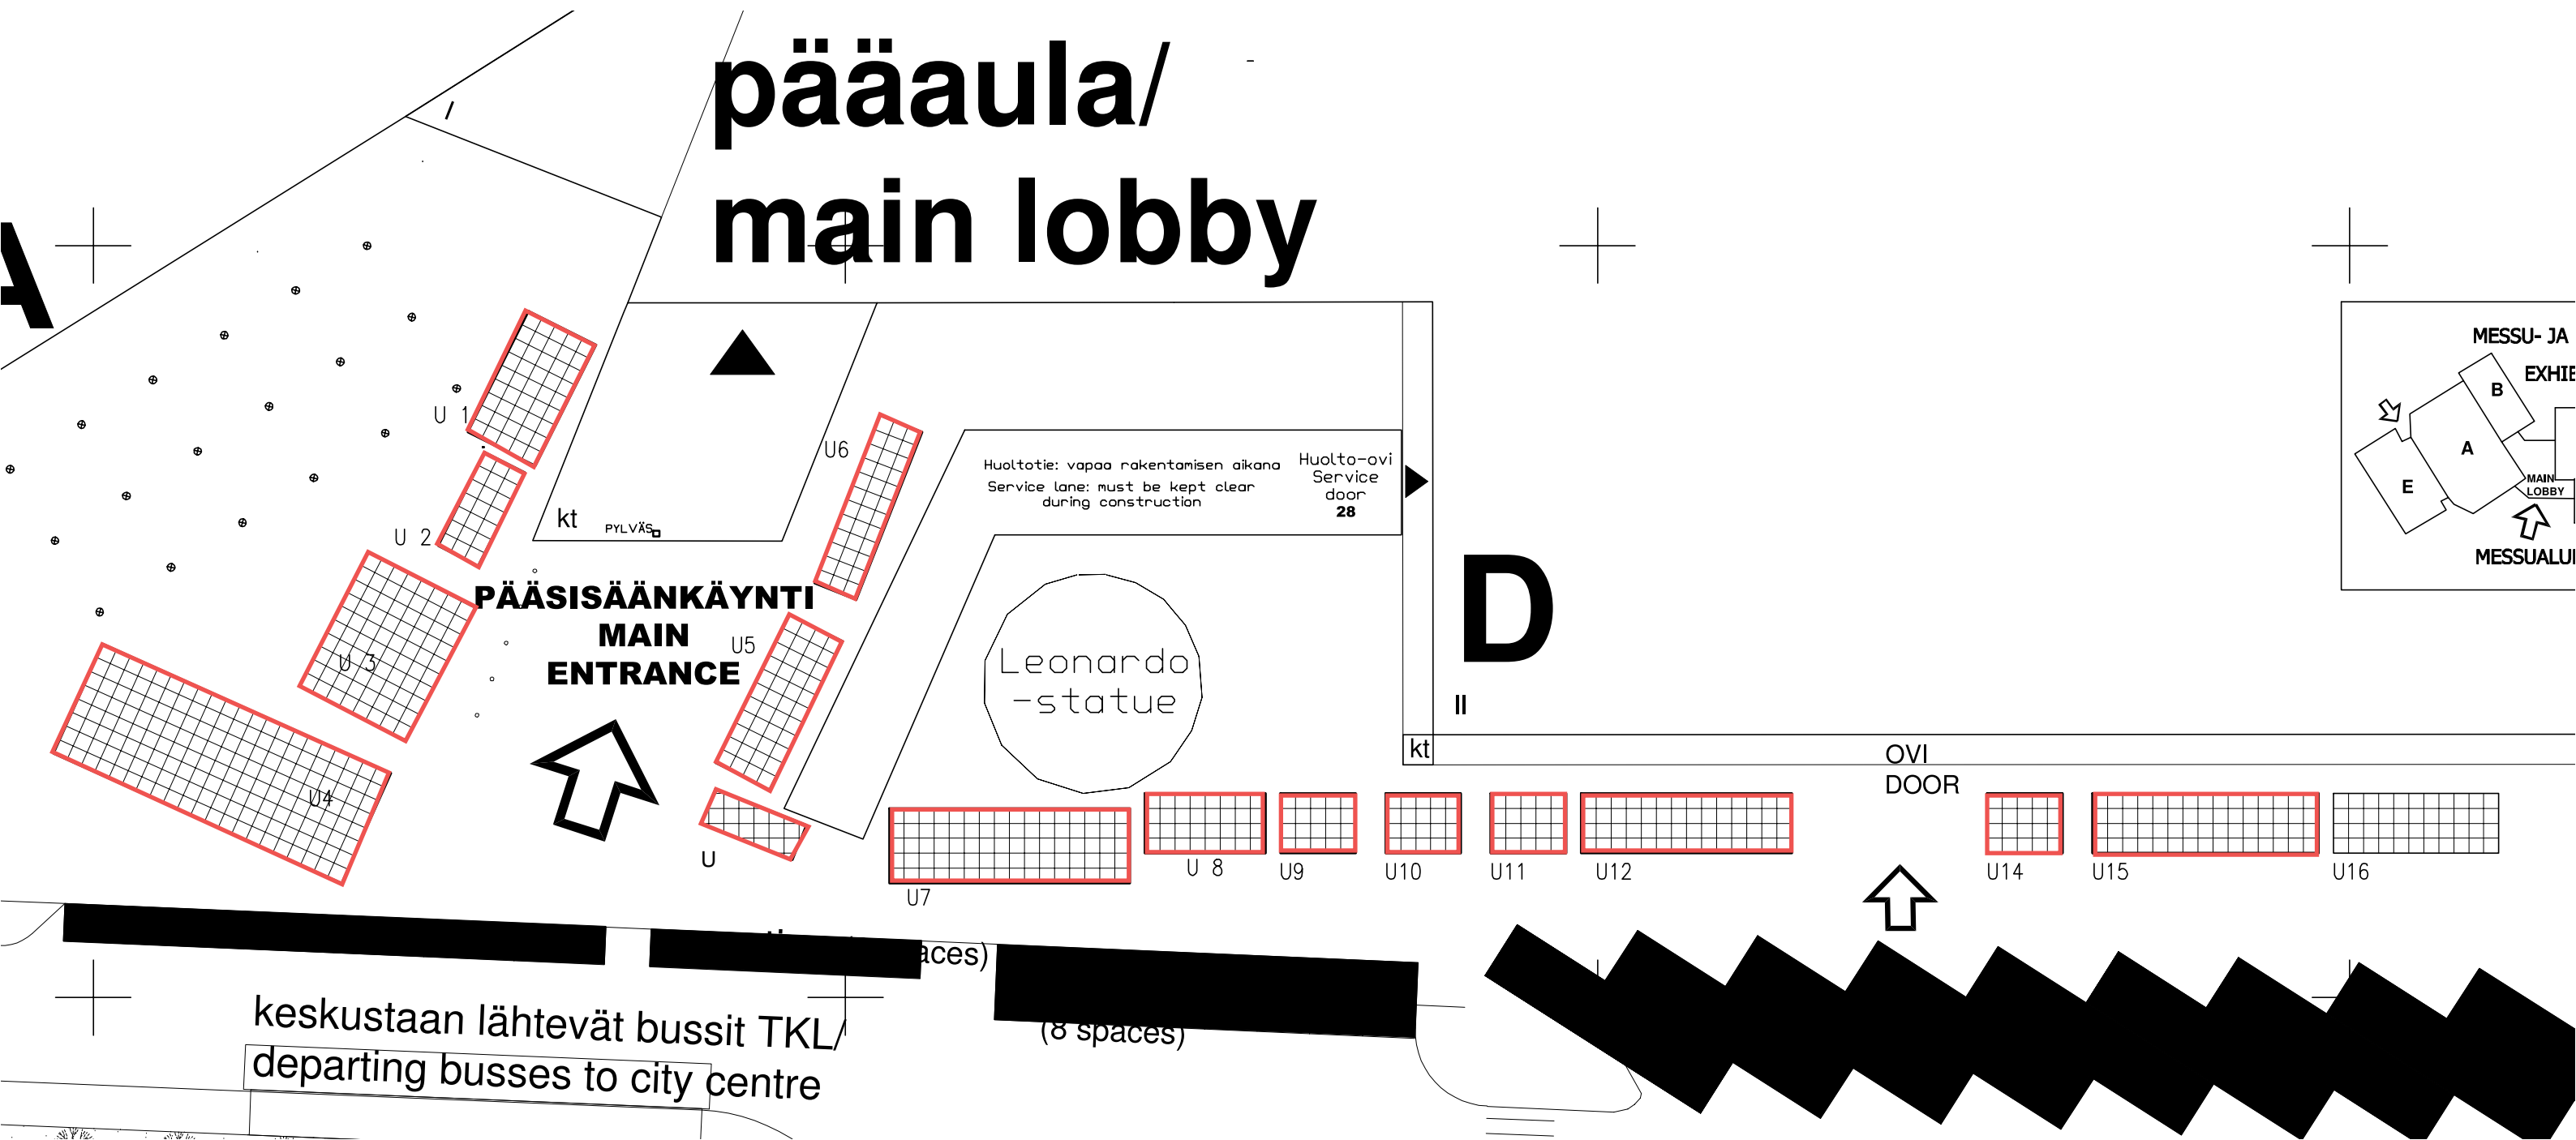 pääaula/
main lobby
A
MESSU- JA
EXHIB
B
A
E
MAIN
LOBBY
MESSUALU
U 1
U6
Huoltotie: vapaa rakentamisen aikana
Service lane: must be kept clear
during construction
Huolto-ovi
Service
door
28
kt
PYLVÄS
U 2
PÄÄSISÄÄNKÄYNTI
MAIN
ENTRANCE
U5
U 3
Leonardo
-statue
D
II
kt
OVI
DOOR
U4
U
U7
U 8
U9
U10
U11
U12
U14
U15
U16
aces)
(8 spaces)
keskustaan lähtevät bussit TKL/
departing busses to city centre